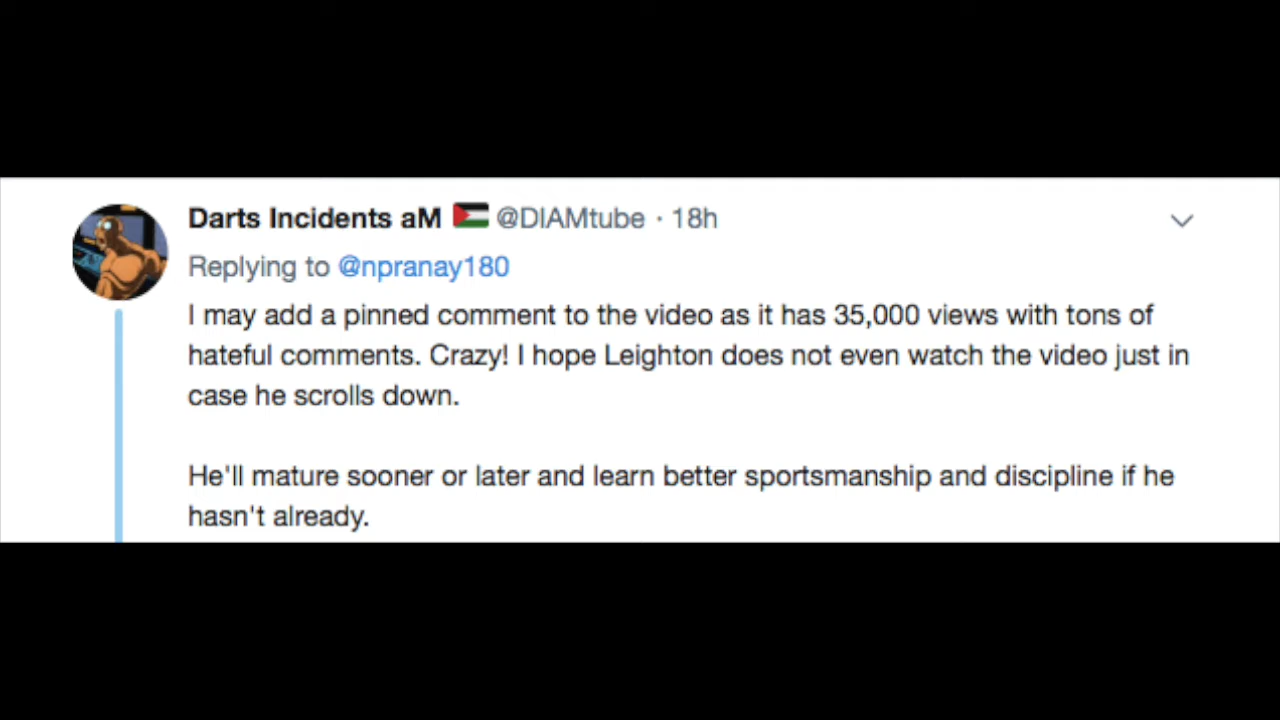 Darts Incidents aM 🇵🇸 @DIAMtube · 18h
Replying to @npranay180
I may add a pinned comment to the video as it has 35,000 views with tons of
hateful comments. Crazy! I hope Leighton does not even watch the video just in
case he scrolls down.
He'll mature sooner or later and learn better sportsmanship and discipline if he
hasn't already.